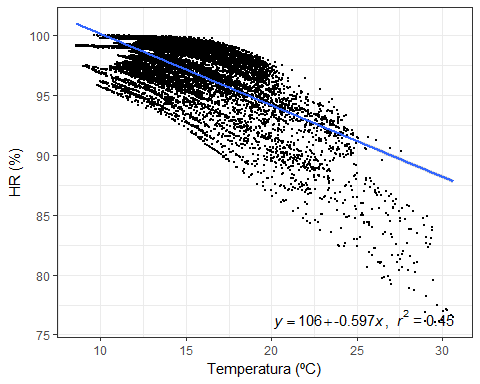 HR (%)
100
95
90
85
80
75
y = 106+-0.597x, r² = 0.45
10 15 20 25 30
Temperatura (ºC)